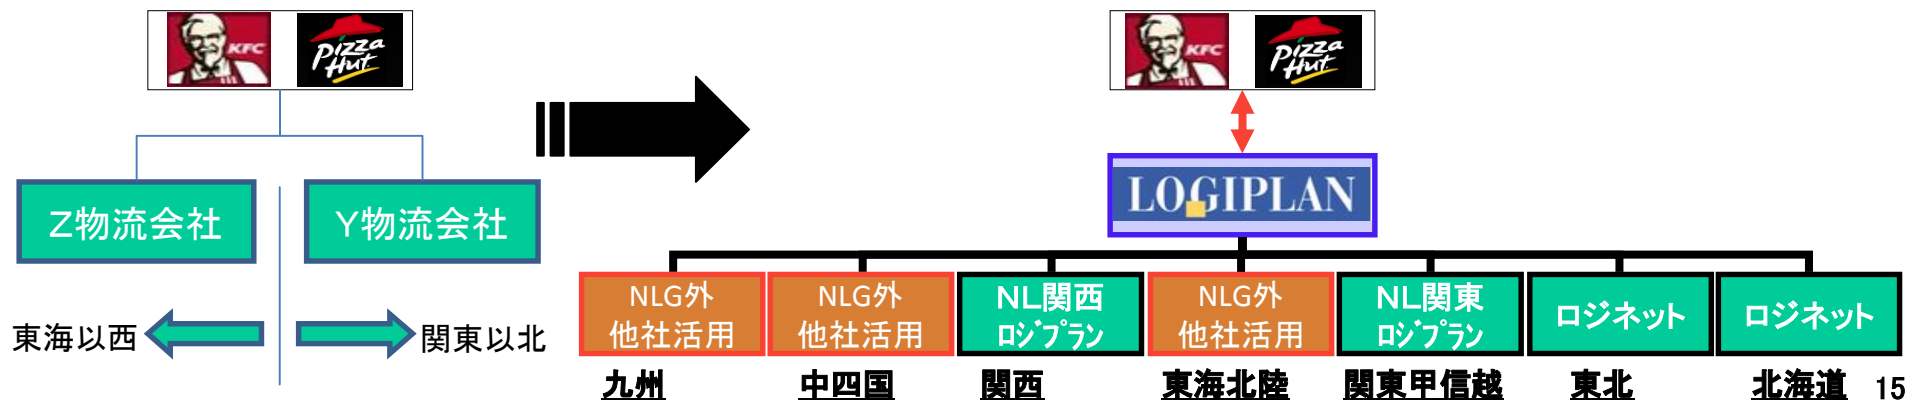 KFC
Pizza
Hut
Z物流会社
Y物流会社
東海以西
関東以北
KFC
Pizza
Hut
LOGIPLAN
NLG外
他社活用
NLG外
他社活用
NL関西
ロジプラン
NLG外
他社活用
NL関東
ロジプラン
ロジネット
ロジネット
九州
中四国
関西
東海北陸
関東甲信越
東北
北海道
15